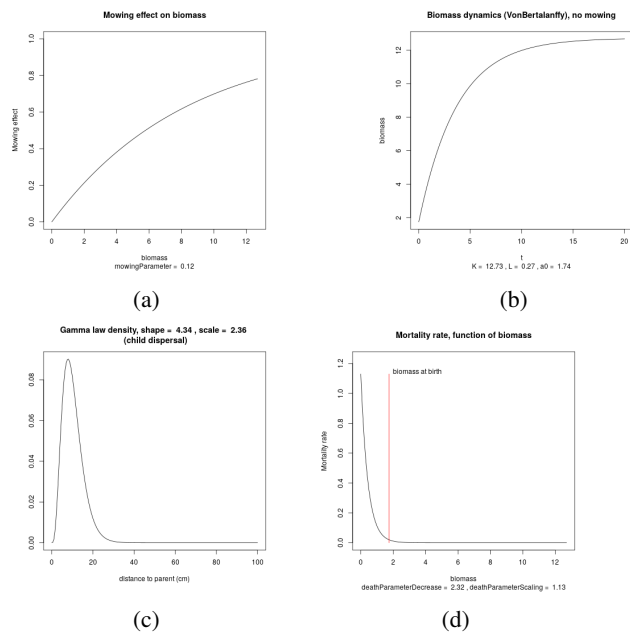 Mowing effect on biomass
1.0
0.8
0.6
0.4
0.2
0.0
Mowing effect
0 2 4 6 8 10 12
biomass
mowingParameter = 0.12
(a)
Biomass dynamics (VonBertalanffy), no mowing
12
10
8
6
4
2
biomass
0 5 10 15 20
t
K = 12.73 , L = 0.27 , a0 = 1.74
(b)
Gamma law density, shape = 4.34 , scale = 2.36
(child dispersal)
0.08
0.06
0.04
0.02
0.00
0 20 40 60 80 100
distance to parent (cm)
(c)
Mortality rate, function of biomass
biomass at birth
1.2
1.0
0.8
0.6
0.4
0.2
0.0
Mortality rate
0 2 4 6 8 10 12
biomass
deathParameterDecrease = 2.32 , deathParameterScaling = 1.13
(d)